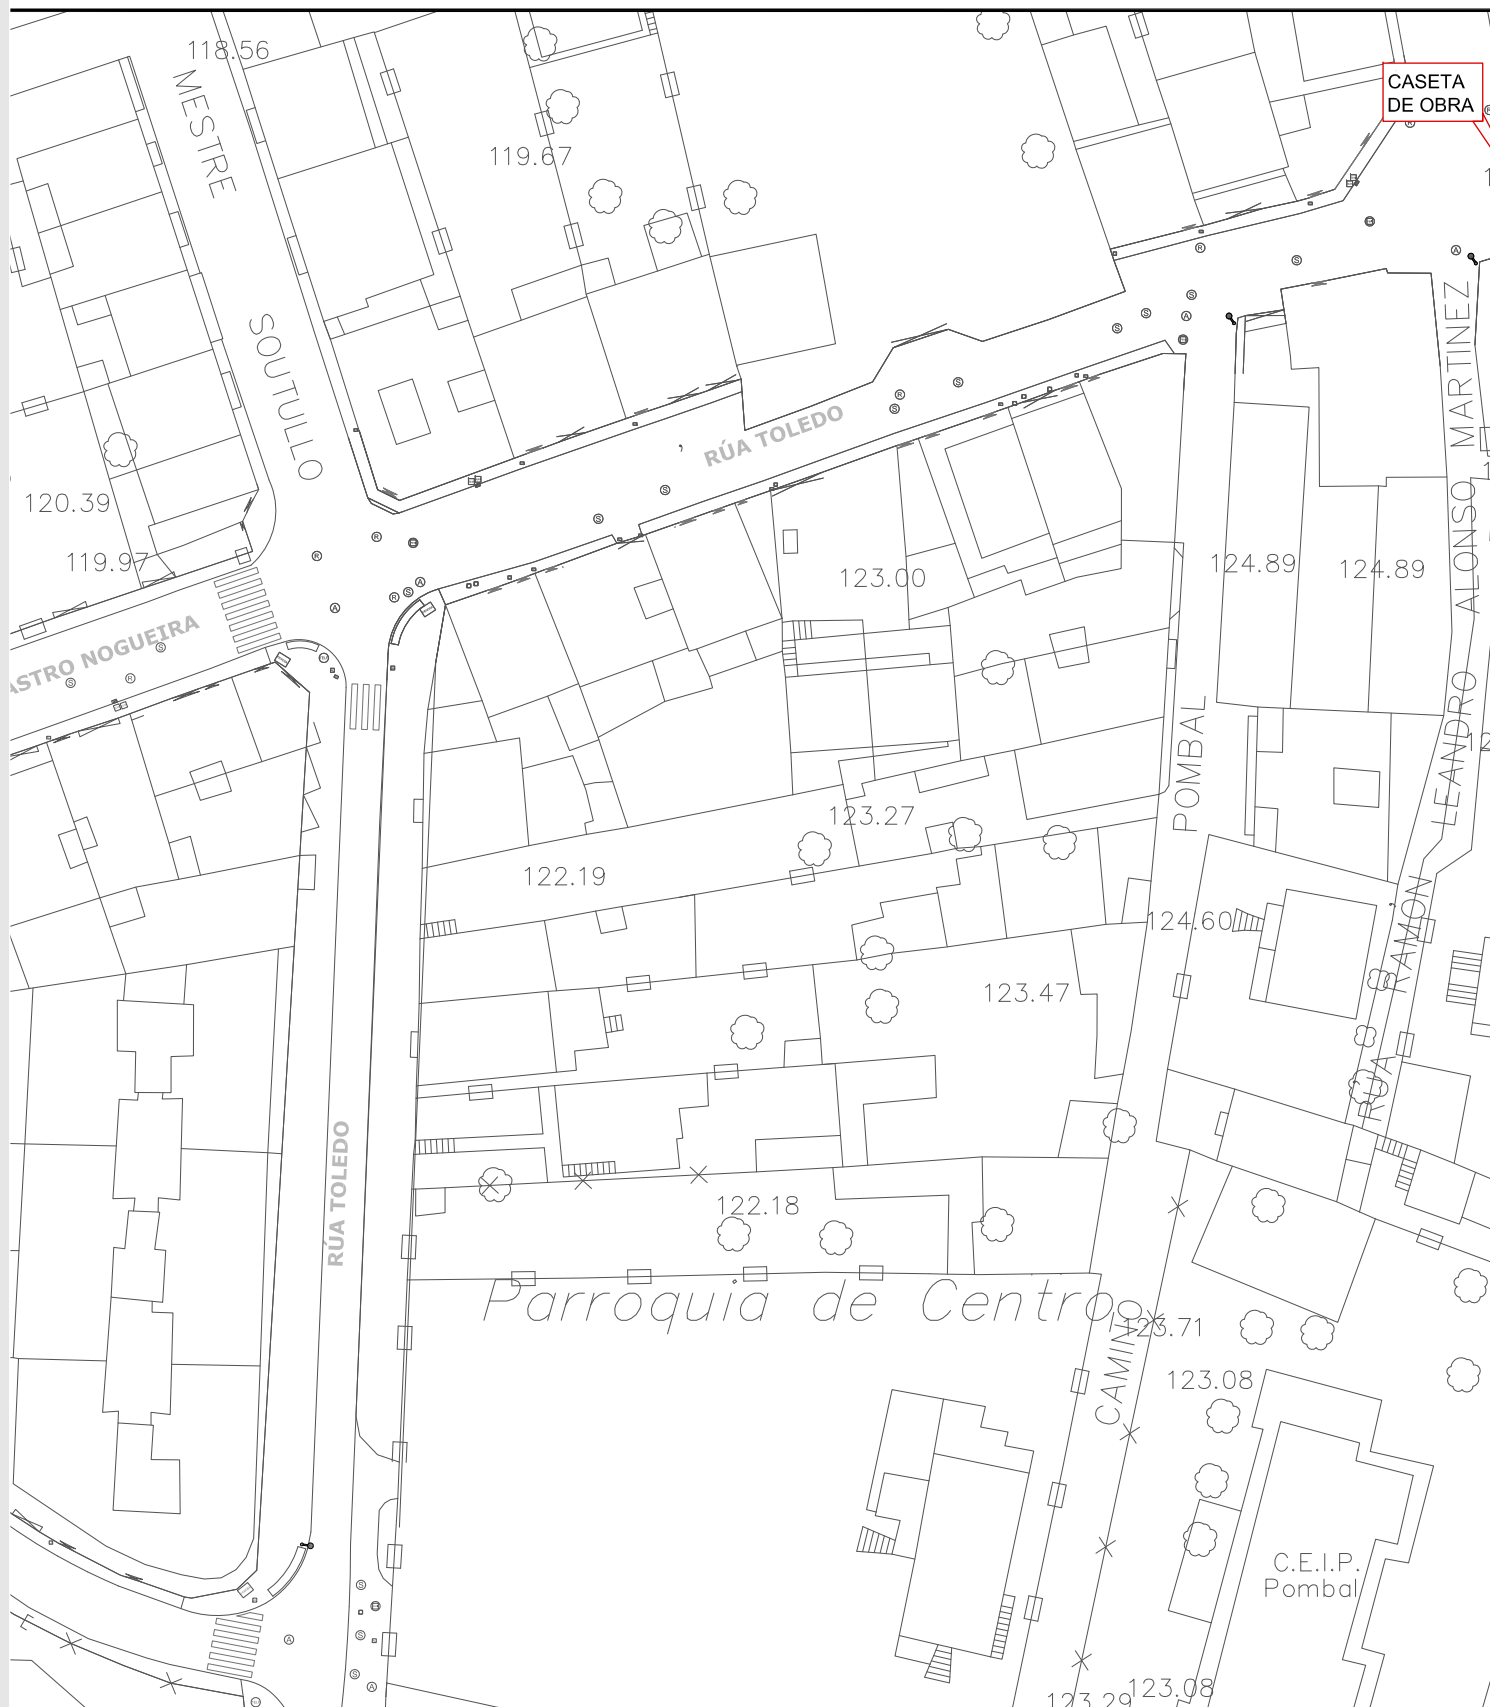 118.56
MESTRE
CASETA
DE OBRA
119.67
SOUTULLO
MARTINEZ
RÚA TOLEDO
120.39
119.97
ALONSO
123.00
124.89
124.89
ASTRO NOGUEIRA
LEANDRO
POMBAL
123.27
122.19
RAMÓN
124.60
123.47
RÚA
RÚA TOLEDO
122.18
Parroquia de Centro
CAMIÑO
123.71
123.08
C.E.I.P.
Pombal
123.29
123.08